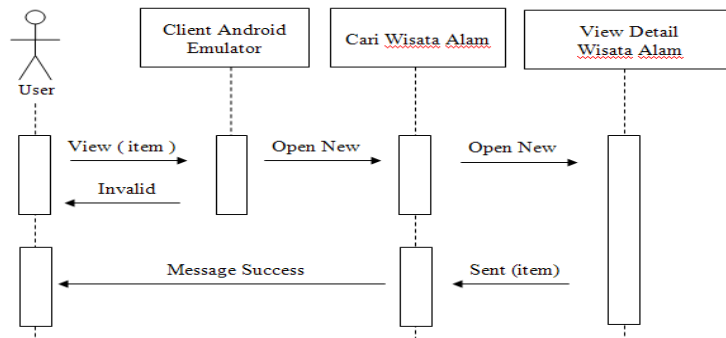 Client Android
Emulator
Cari Wisata Alam
View Detail
Wisata Alam
User
View ( item )
Open New
Open New
Invalid
Message Success
Sent (item)